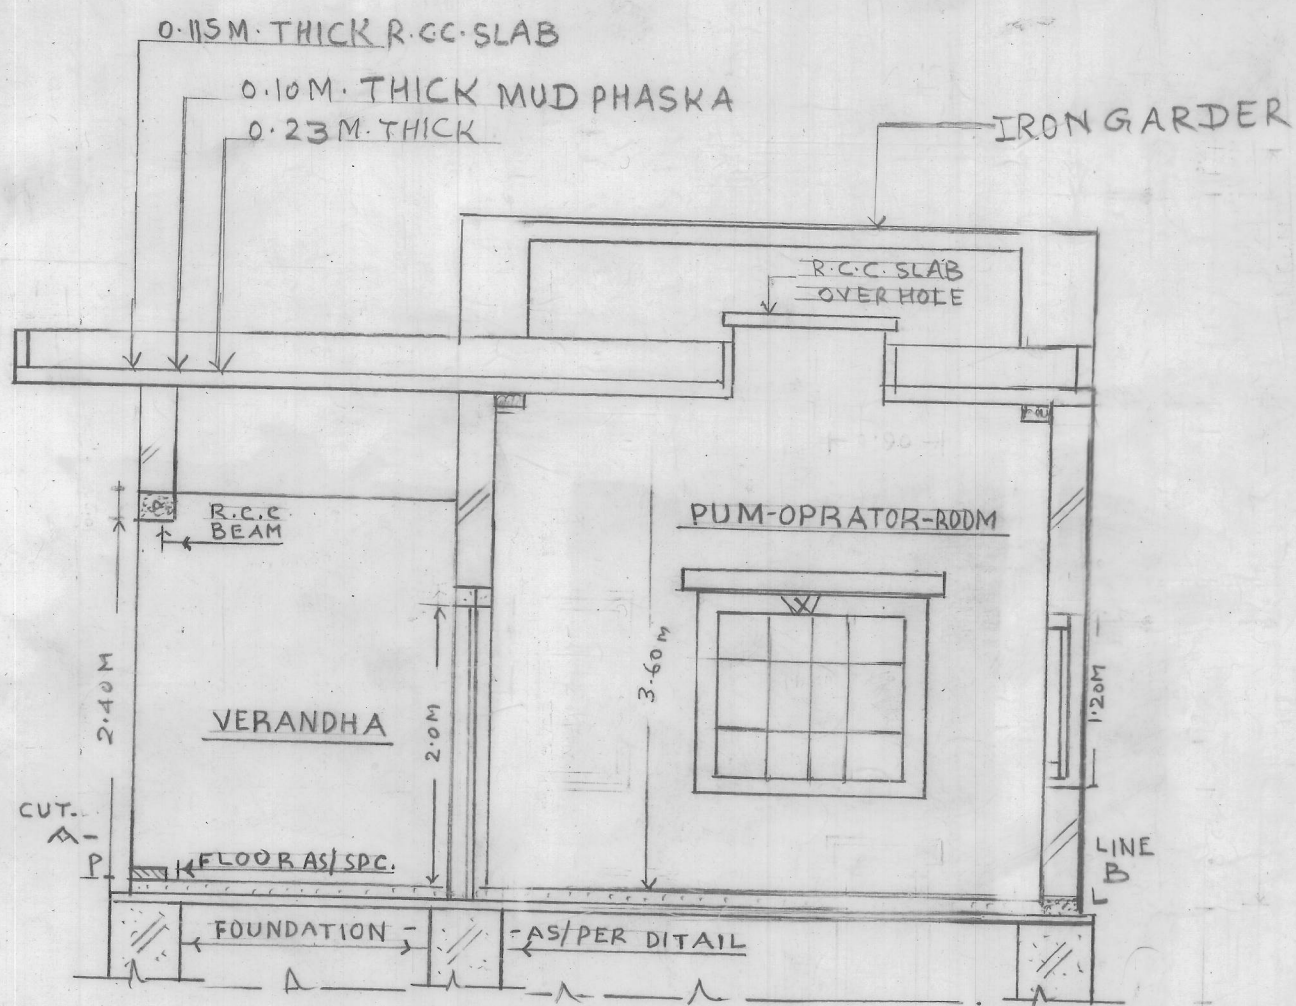 0.115M. THICK R.CC.SLAB
0.10M. THICK MUD PHASKA
0.23M.THICK
IRON GARDER
R.C.C. SLAB
OVER HOLE
R.C.C
BEAM
PUM-OPRATOR-ROOM
2.40M
VERANDHA
2.0M
3.60m
1.20M
CUT.
A
P
FLOOR AS/SPC.
LINE
B
FOUNDATION
AS/PER DITAIL